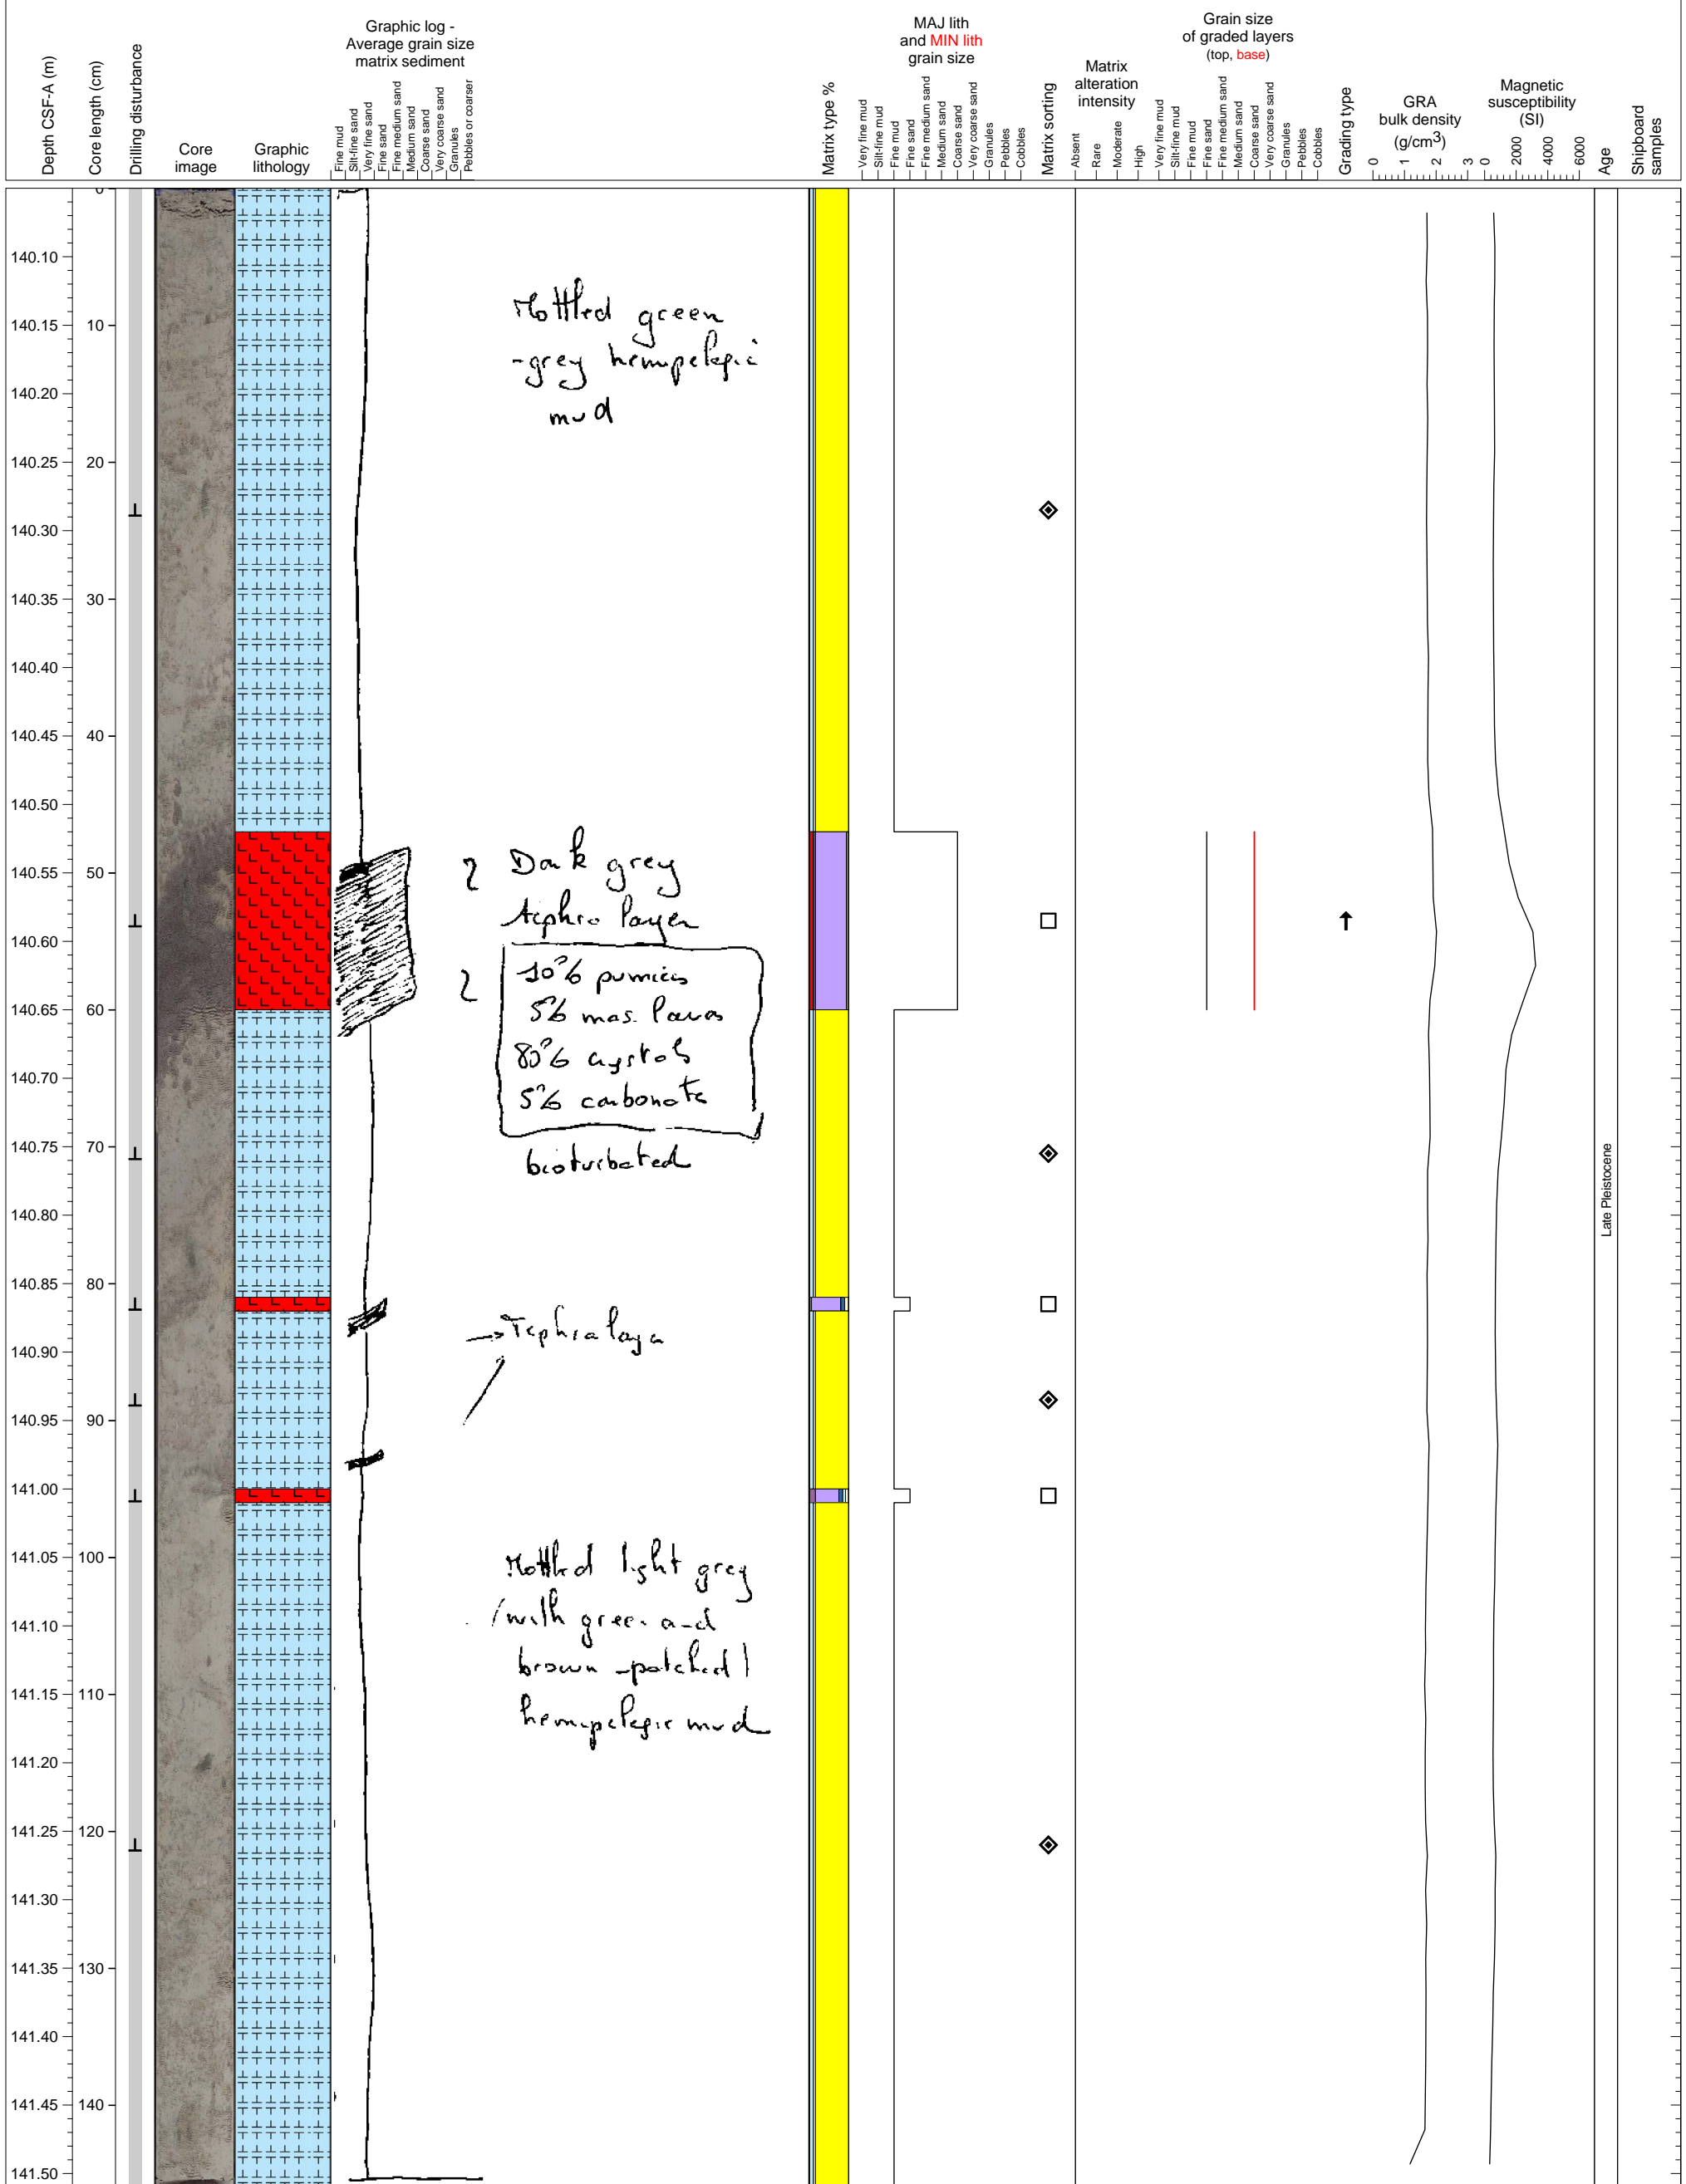 Depth CSF-A (m)
Core length (cm)
Drilling disturbance
Core
image
Graphic
lithology
Graphic log -
Average grain size
matrix sediment
Fine mud
Silt-fine sand
Very fine sand
Fine sand
Fine medium sand
Medium sand
Coarse sand
Very coarse sand
Granules
Pebbles or coarser
Matrix type %
MAJ lith
and MIN lith
grain size
Very fine mud
Silt-fine mud
Fine mud
Fine sand
Fine medium sand
Medium sand
Coarse sand
Very coarse sand
Granules
Pebbles
Cobbles
Matrix sorting
Matrix
alteration
intensity
Absent
Rare
Moderate
High
Grain size
of graded layers
(top, base)
Very fine mud
Silt-fine mud
Fine mud
Fine sand
Fine medium sand
Medium sand
Coarse sand
Very coarse sand
Granules
Pebbles
Cobbles
Grading type
GRA
bulk density
(g/cm3)
0 1 2 3
Magnetic
susceptibility
(SI)
0 2000 4000 6000
Age
Shipboard
samples
0
140.10
140.15 10
140.20
140.25 20
140.30
140.35 30
140.40
140.45 40
140.50
140.55 50
140.60
140.65 60
140.70
140.75 70
140.80
140.85 80
140.90
140.95 90
141.00
141.05 100
141.10
141.15 110
141.20
141.25 120
141.30
141.35 130
141.40
141.45 140
141.50
Mottled green
-grey hemipelagic
mud
Dark grey
tephra layer
10% pumices
5% mas. lavas
80% crystals
5% carbonate
bioturbated
Tephra layer
Mottled light grey
(with green and
brown patches)
hemipelagic mud
Late Pleistocene